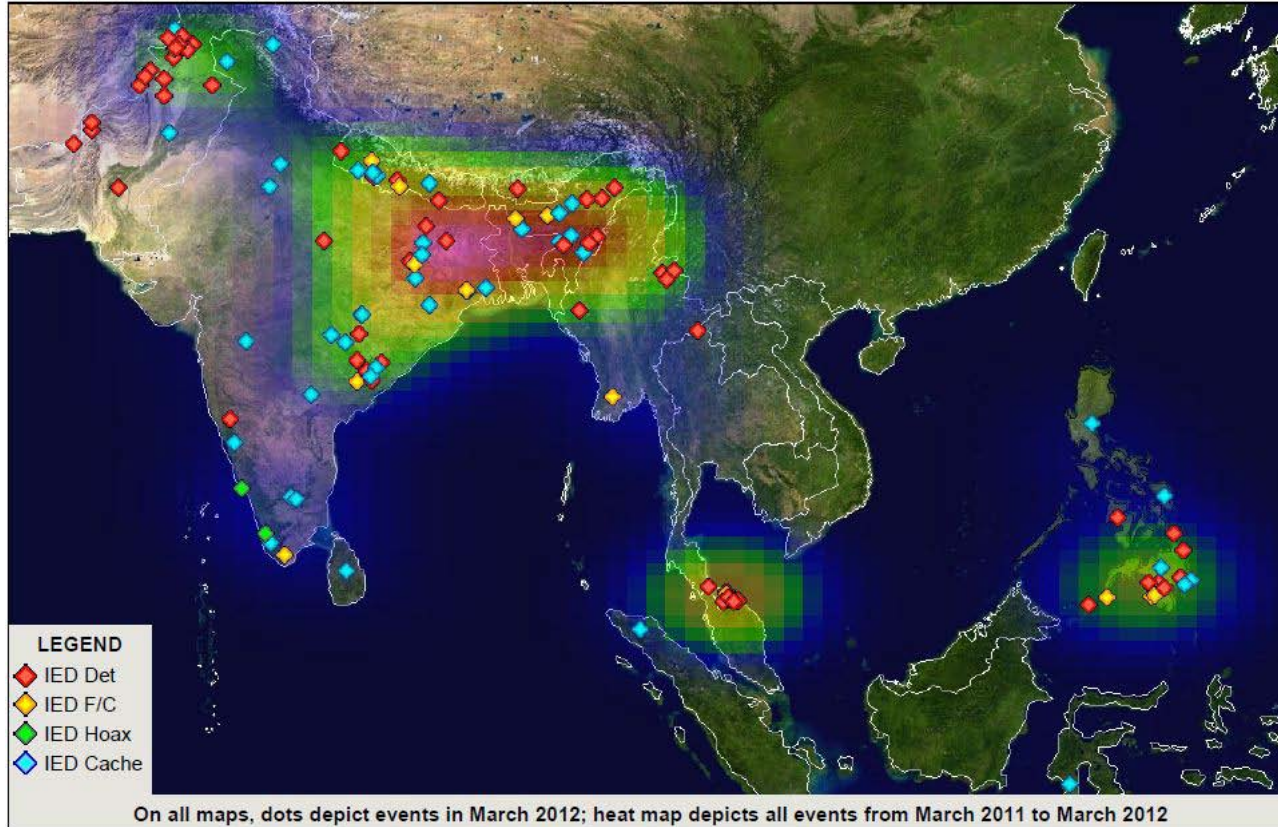 LEGEND
IED Det
IED F/C
IED Hoax
IED Cache
On all maps, dots depict events in March 2012; heat map depicts all events from March 2011 to March 2012